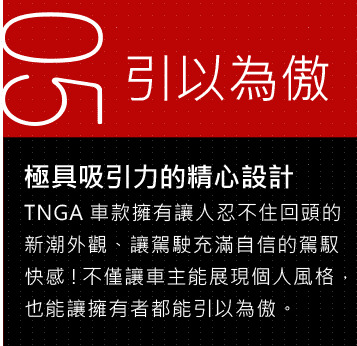 05
引以為傲
極具吸引力的精心設計
TNGA 車款擁有讓人忍不住回頭的
新潮外觀、讓駕駛充滿自信的駕馭
快感！不僅讓車主能展現個人風格，
也能讓擁有者都能引以為傲。